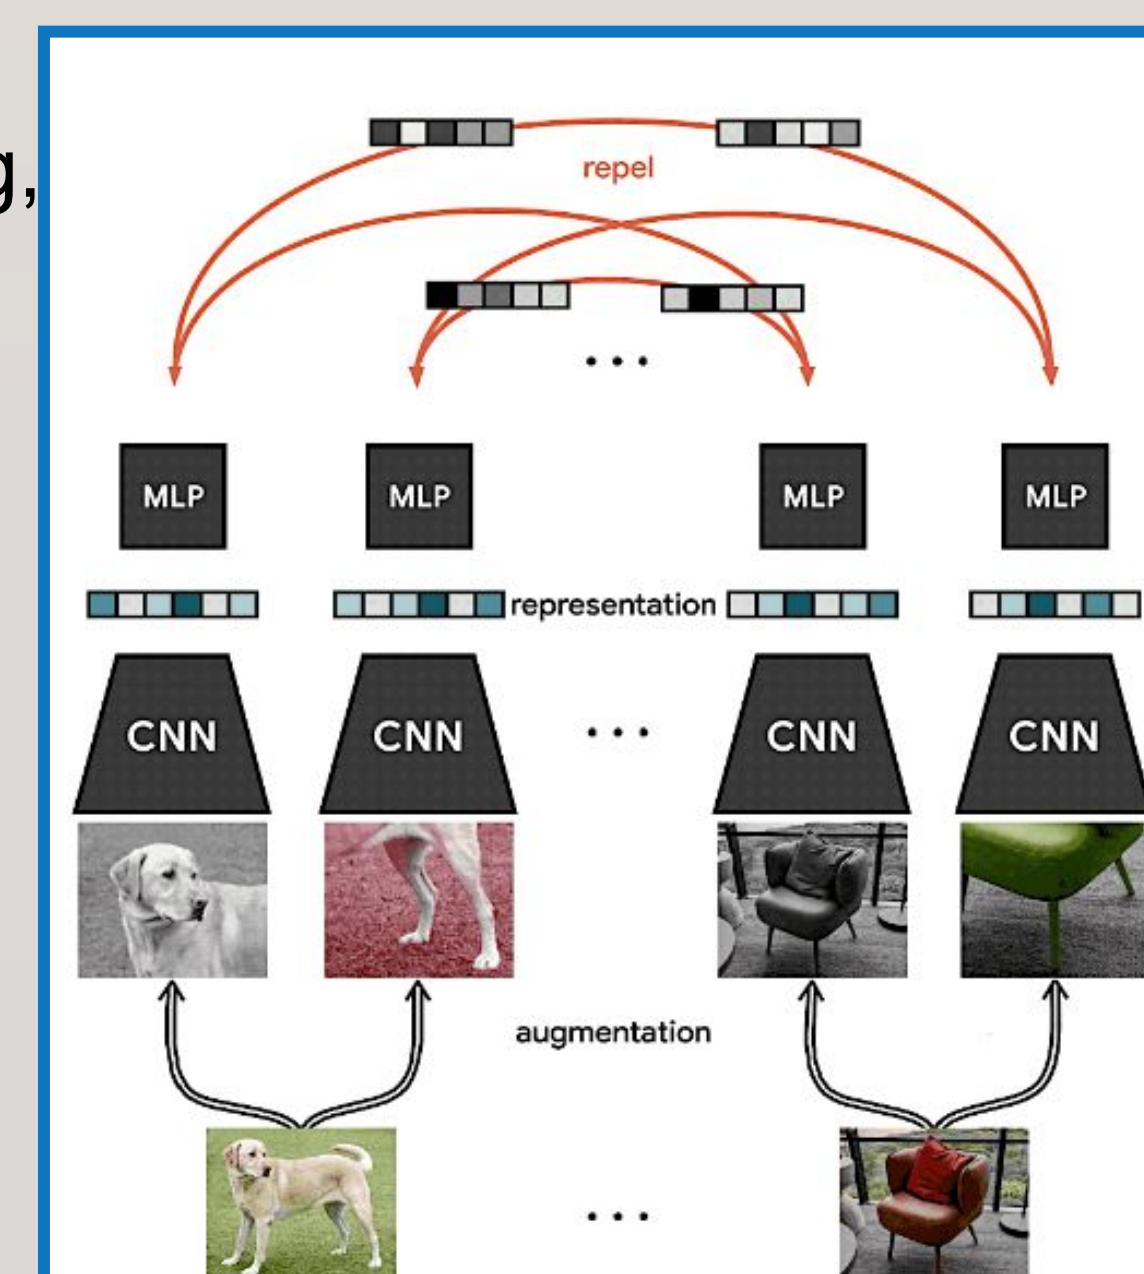 g,
repel
MLP MLP MLP MLP
representation
CNN CNN CNN CNN
augmentation